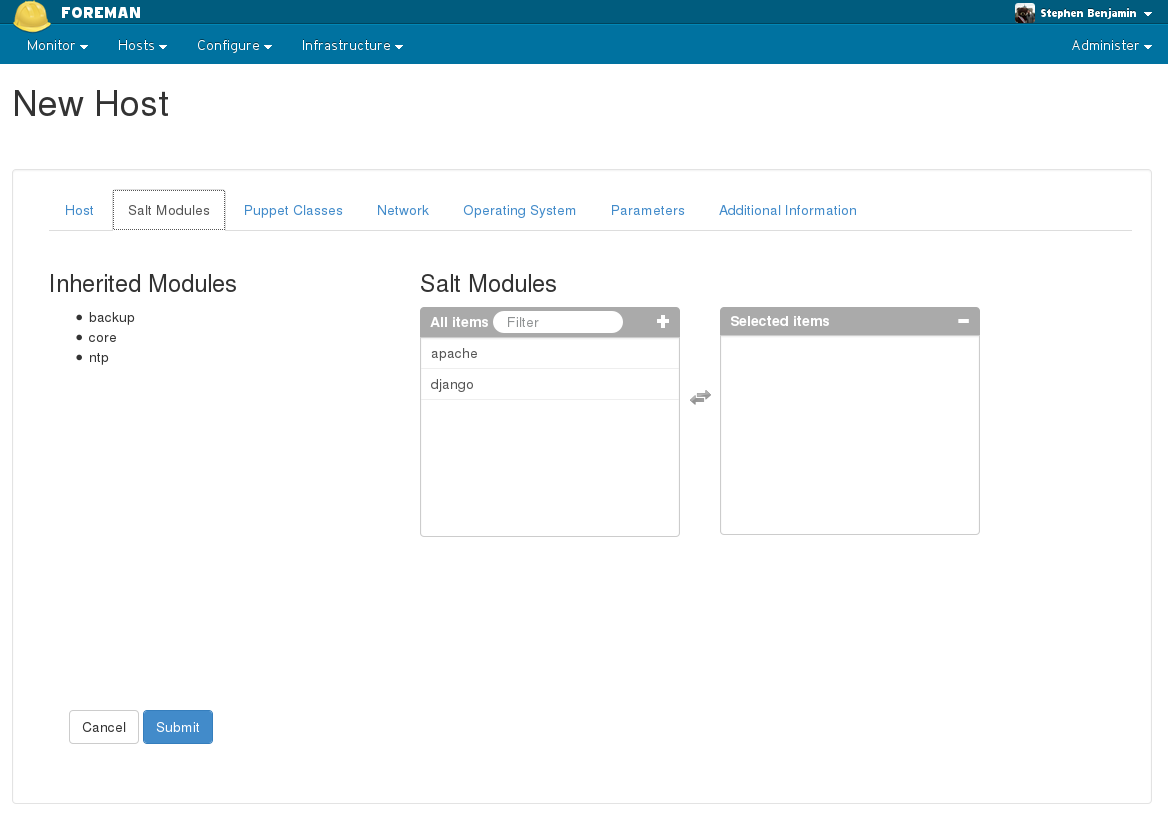 FOREMAN
Stephen Benjamin
Monitor Hosts Configure Infrastructure Administer
New Host
Host Salt Modules Puppet Classes Network Operating System Parameters Additional Information
Inherited Modules
backup
core
ntp
Salt Modules
All items Filter
apache
django
Selected items
Cancel Submit